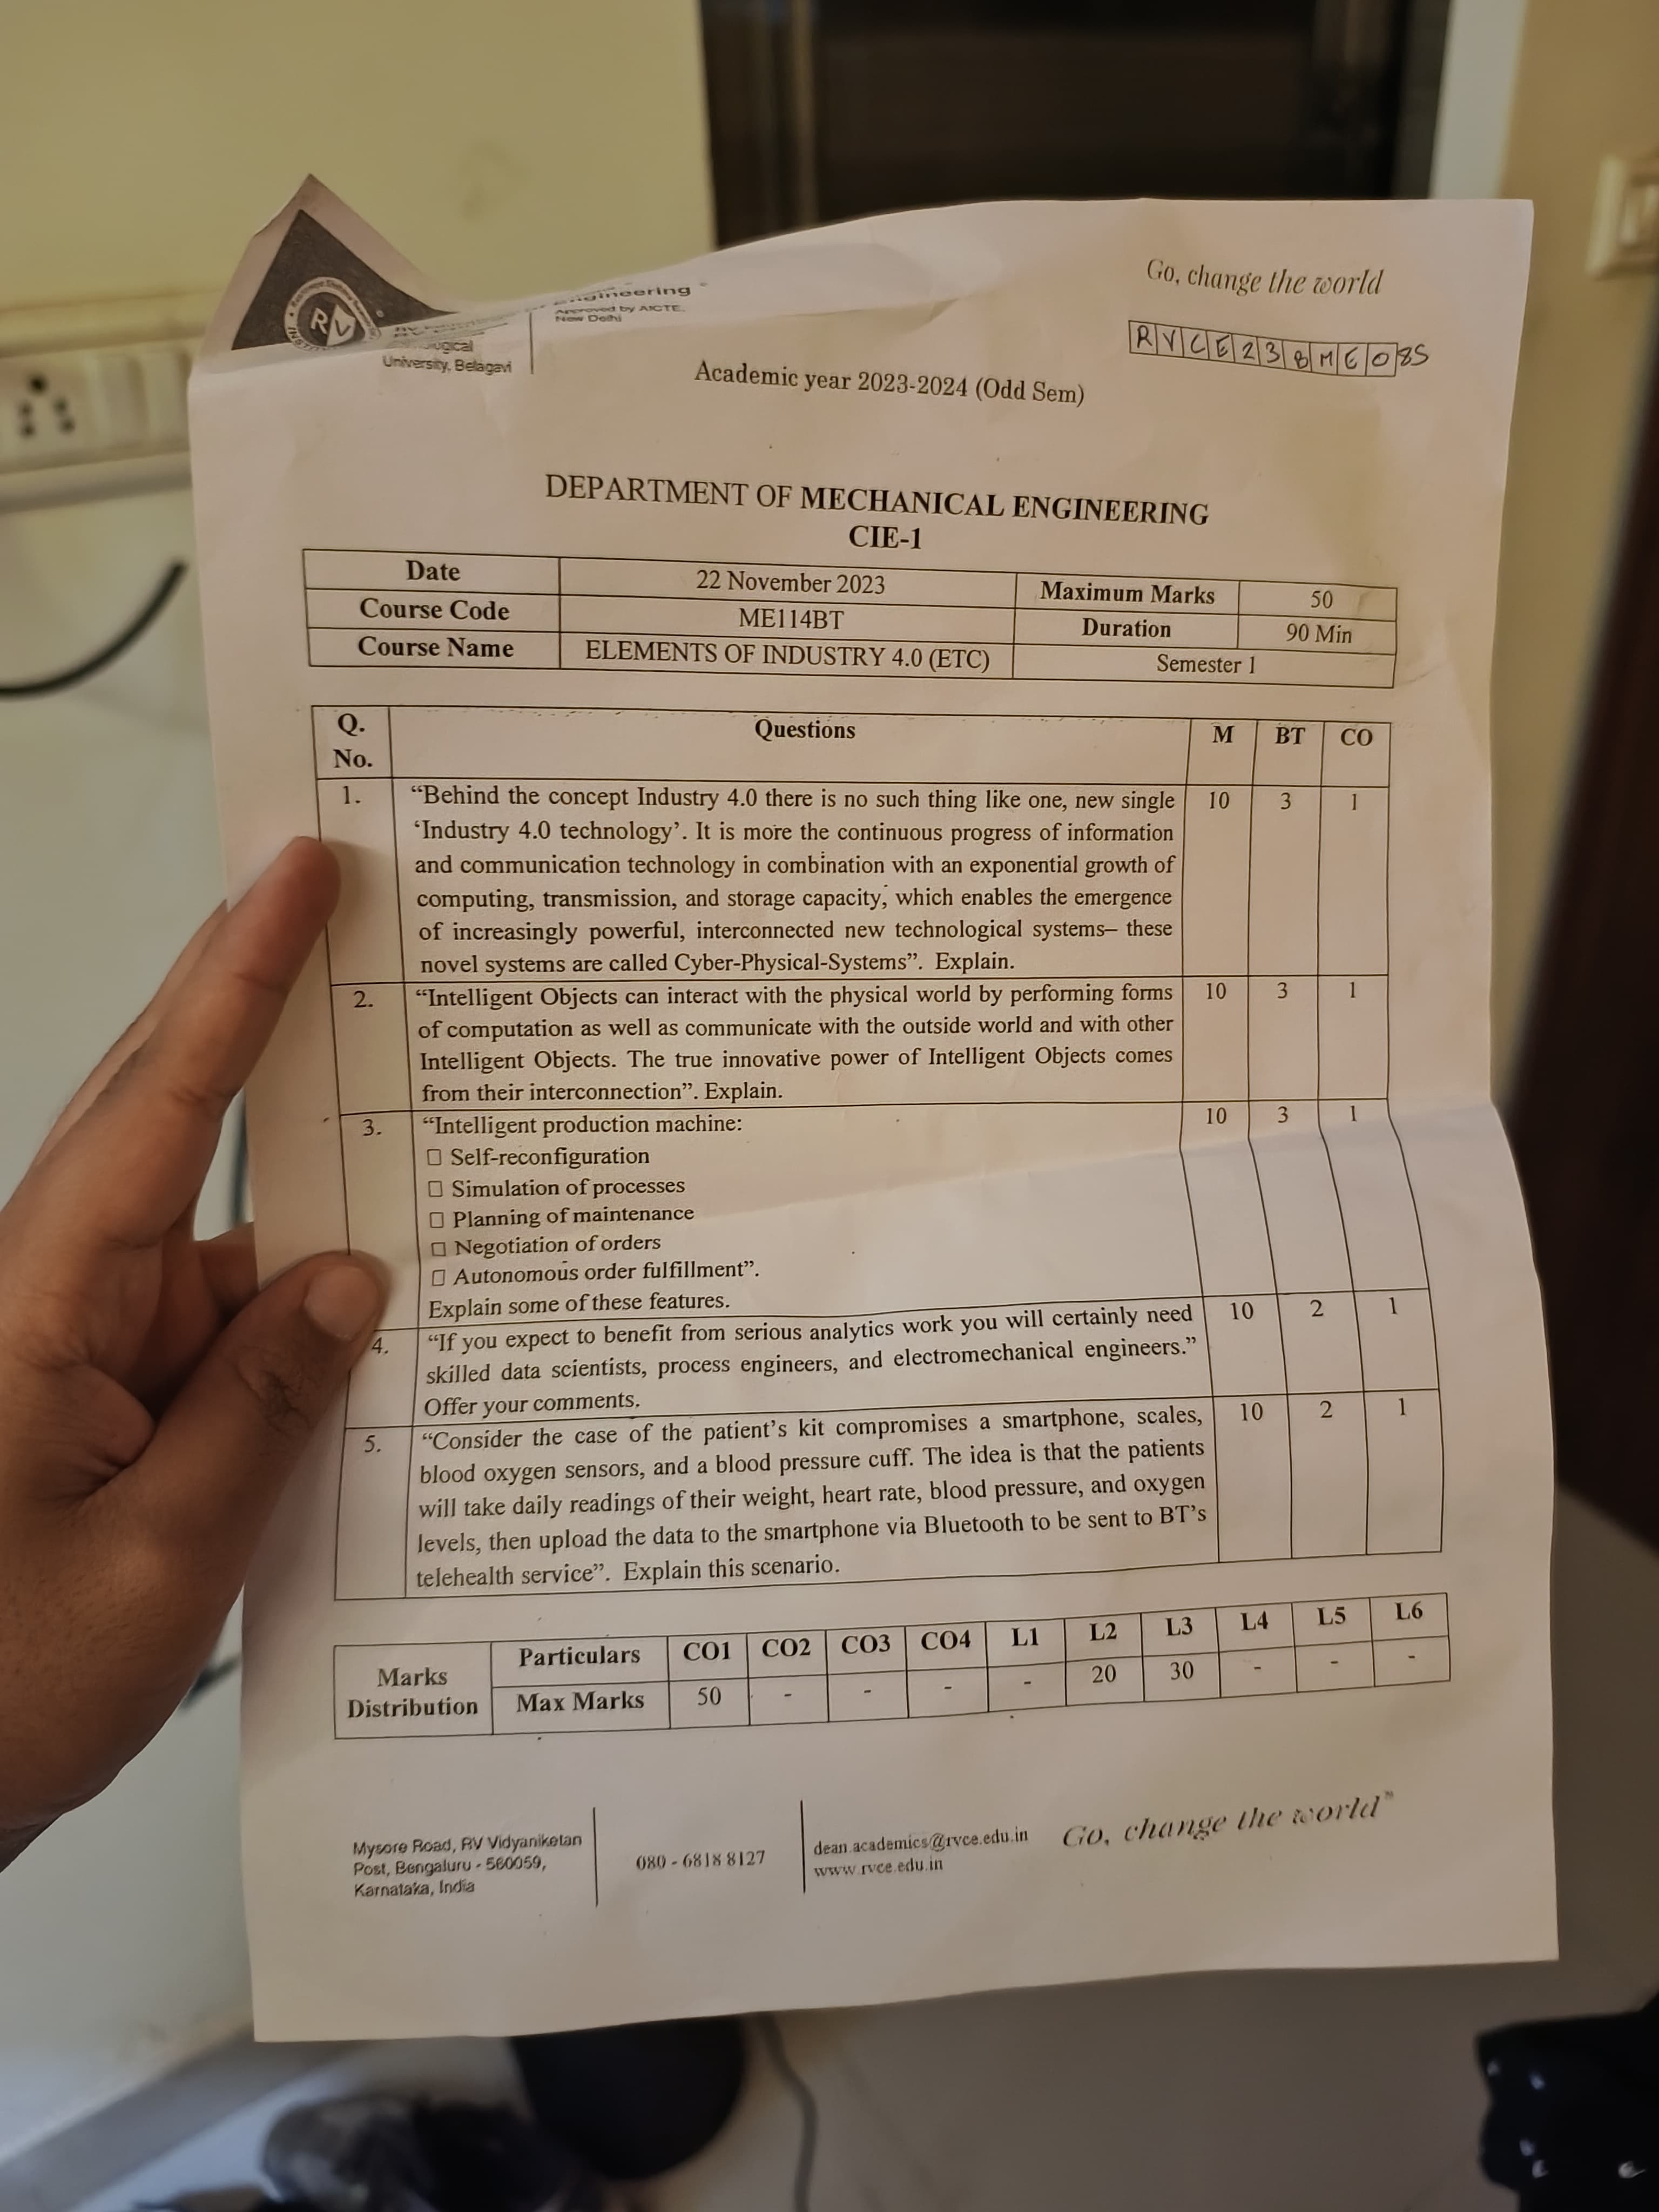 Go, change the world
RV
Engineering
Approved by AICTE,
New Delhi
University, Belagavi
RVCE23BME085
Academic year 2023-2024 (Odd Sem)
DEPARTMENT OF MECHANICAL ENGINEERING
CIE-1
Date 22 November 2023 Maximum Marks 50
Course Code ME114BT Duration 90 Min
Course Name ELEMENTS OF INDUSTRY 4.0 (ETC) Semester 1
Q. No. Questions M BT CO
1. “Behind the concept Industry 4.0 there is no such thing like one, new single 10 3 1
‘Industry 4.0 technology’. It is more the continuous progress of information
and communication technology in combination with an exponential growth of
computing, transmission, and storage capacity, which enables the emergence
of increasingly powerful, interconnected new technological systems– these
novel systems are called Cyber-Physical-Systems”. Explain.
2. “Intelligent Objects can interact with the physical world by performing forms 10 3 1
of computation as well as communicate with the outside world and with other
Intelligent Objects. The true innovative power of Intelligent Objects comes
from their interconnection”. Explain.
3. “Intelligent production machine: 10 3 1
□ Self-reconfiguration
□ Simulation of processes
□ Planning of maintenance
□ Negotiation of orders
□ Autonomous order fulfillment”.
Explain some of these features.
4. “If you expect to benefit from serious analytics work you will certainly need 10 2 1
skilled data scientists, process engineers, and electromechanical engineers.”
Offer your comments.
5. “Consider the case of the patient’s kit compromises a smartphone, scales, 10 2 1
blood oxygen sensors, and a blood pressure cuff. The idea is that the patients
will take daily readings of their weight, heart rate, blood pressure, and oxygen
levels, then upload the data to the smartphone via Bluetooth to be sent to BT’s
telehealth service”. Explain this scenario.
Marks Distribution Particulars CO1 CO2 CO3 CO4 L1 L2 L3 L4 L5 L6
Max Marks 50 - - - - 20 30 - - -
Mysore Road, RV Vidyaniketan
Post, Bengaluru - 560059,
Karnataka, India
080 - 6818 8127
dean.academics@rvce.edu.in
www.rvce.edu.in
Go, change the world